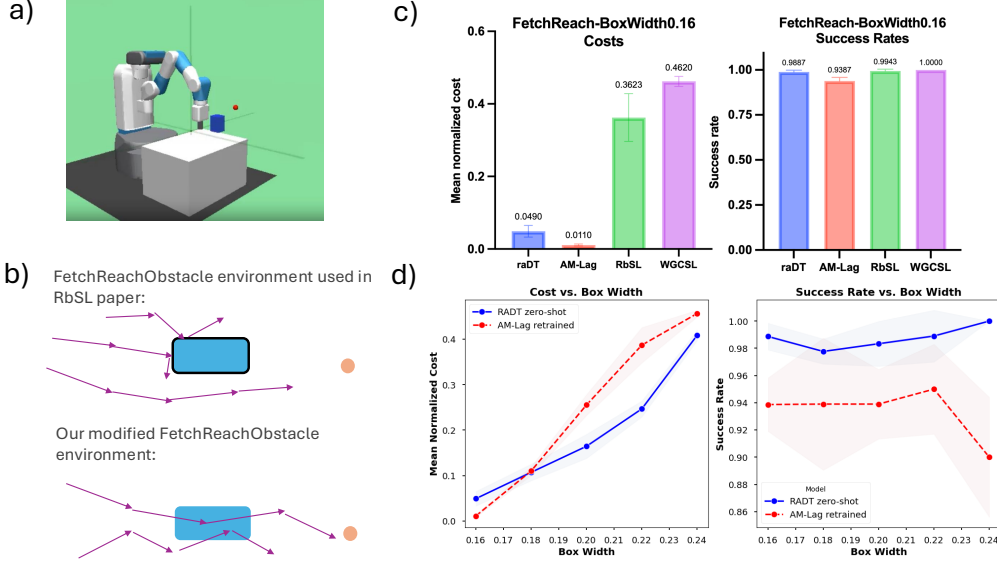 a)
b)
FetchReachObstacle environment used in
RbSL paper:
Our modified FetchReachObstacle
environment:
c)
FetchReach-BoxWidth0.16
Costs
Mean normalized cost
0.6
0.4
0.2
0.0
0.0490
0.0110
0.3623
0.4620
raDT
AM-Lag
RbSL
WGCSL
FetchReach-BoxWidth0.16
Success Rates
Success rate
1.00
0.75
0.50
0.25
0.00
0.9887
0.9387
0.9943
1.0000
raDT
AM-Lag
RbSL
WGCSL
d)
Cost vs. Box Width
RADT zero-shot
AM-Lag retrained
Mean Normalized Cost
0.4
0.3
0.2
0.1
0.0
0.16 0.17 0.18 0.19 0.20 0.21 0.22 0.23 0.24
Box Width
Success Rate vs. Box Width
Success Rate
1.00
0.98
0.96
0.94
0.92
0.90
0.88
0.86
Model
RADT zero-shot
AM-Lag retrained
0.16 0.17 0.18 0.19 0.20 0.21 0.22 0.23 0.24
Box Width